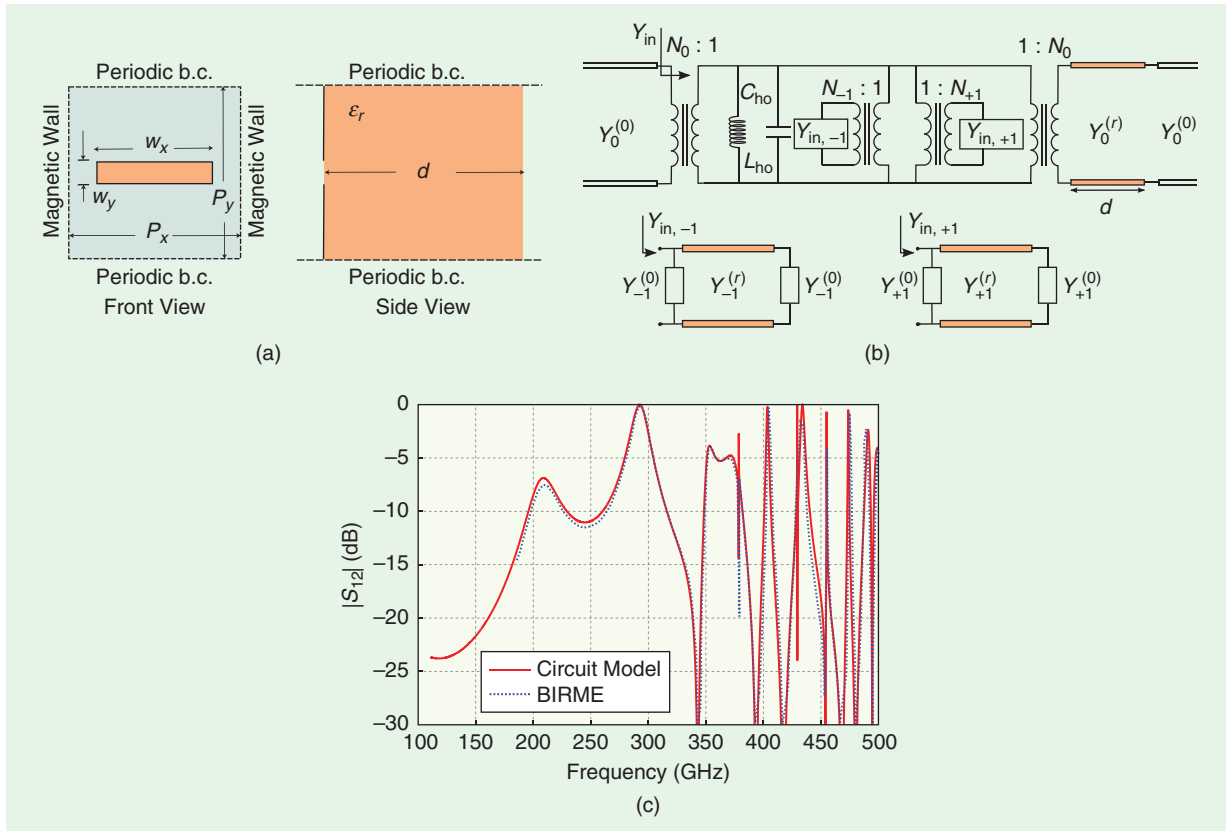 Periodic b.c.
Magnetic Wall
w_x
w_y
P_y
P_x
Magnetic Wall
Periodic b.c.
Front View
Periodic b.c.
ε_r
d
Periodic b.c.
Side View
(a)
Y_in
N_0 : 1
1 : N_0
C_ho
L_ho
N_–1 : 1
1 : N_+1
Y_in, –1
Y_in, +1
Y_0^(0)
Y_0^(r)
Y_0^(0)
d
Y_in, –1
Y_–1^(0)
Y_–1^(r)
Y_–1^(0)
Y_in, +1
Y_+1^(0)
Y_+1^(r)
Y_+1^(0)
(b)
|S_12| (dB)
0
–5
–10
–15
–20
–25
–30
Circuit Model
BIRME
100 150 200 250 300 350 400 450 500
Frequency (GHz)
(c)